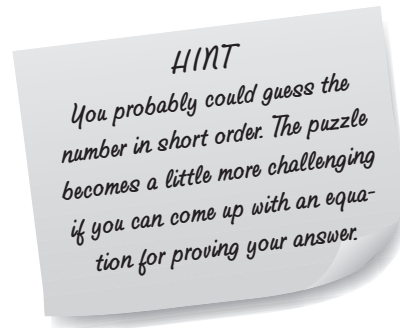 HINT
You probably could guess the
number in short order. The puzzle
becomes a little more challenging
if you can come up with an equa-
tion for proving your answer.